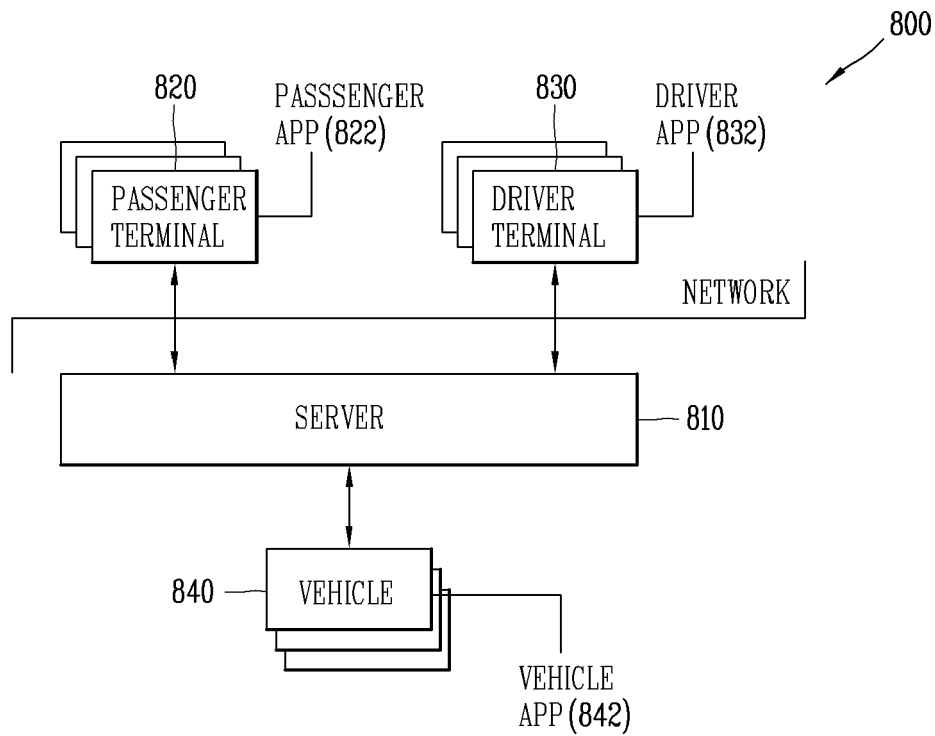 800
820
PASSSENGER
APP(822)
830
DRIVER
APP(832)
PASSENGER
TERMINAL
DRIVER
TERMINAL
NETWORK
SERVER
810
840
VEHICLE
VEHICLE
APP(842)